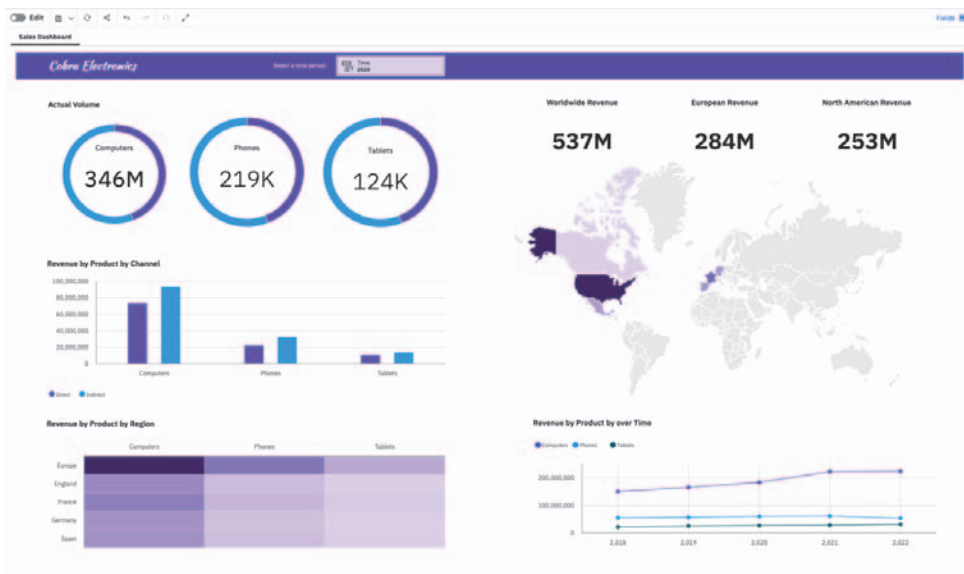 Edit
Fields
Sales Dashboard
Cobra Electronics
Select a time period:
Time
2020
Actual Volume
Computers
346M
Phones
219K
Tablets
124K
Worldwide Revenue
European Revenue
North American Revenue
537M
284M
253M
Revenue by Product by Channel
100,000,000
80,000,000
60,000,000
40,000,000
20,000,000
0
Computers
Phones
Tablets
Direct
Indirect
Revenue by Product by Region
Computers
Phones
Tablets
Europe
England
France
Germany
Spain
Revenue by Product by over Time
Computers
Phones
Tablets
200,000,000
100,000,000
0
2,018
2,019
2,020
2,021
2,022